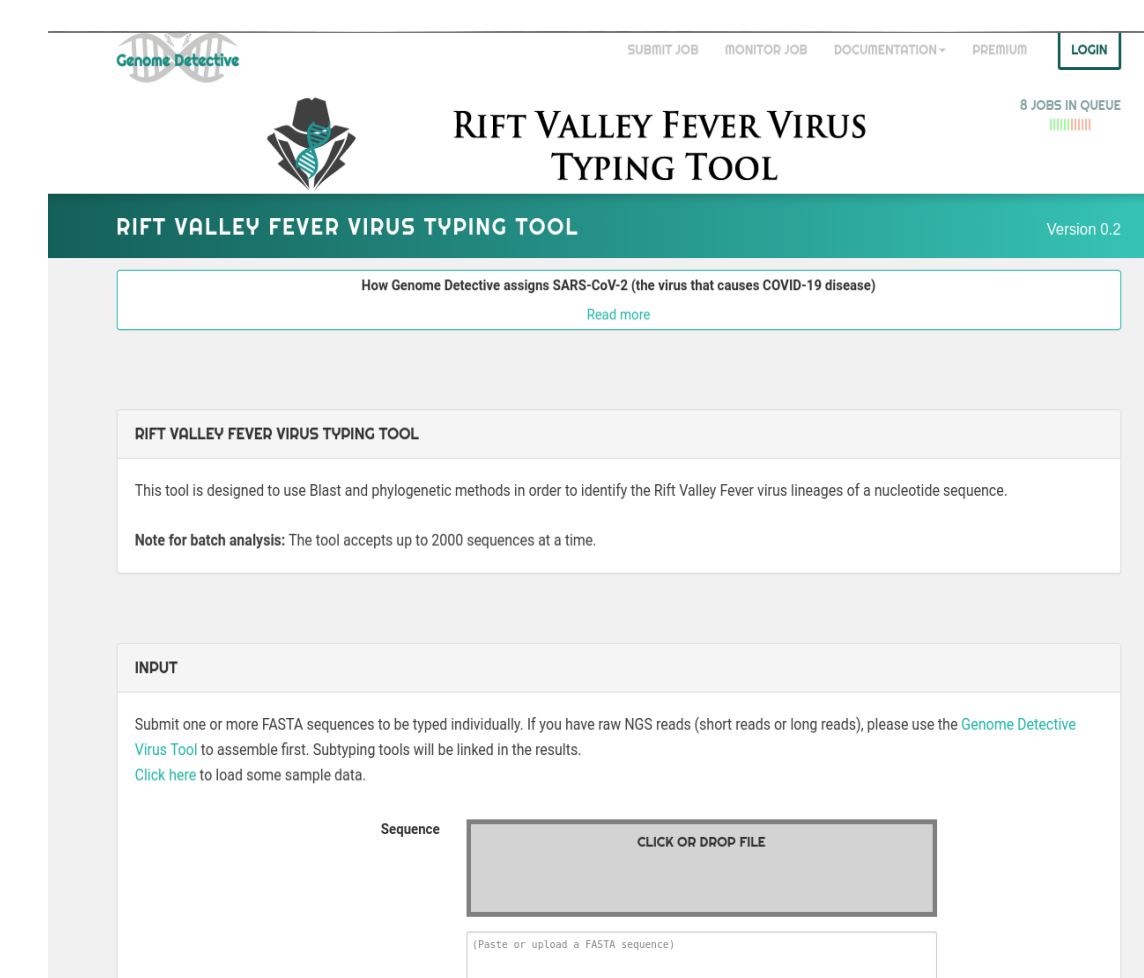 Genome Detective
SUBMIT JOB MONITOR JOB DOCUMENTATION PREMIUM LOGIN
8 JOBS IN QUEUE
RIFT VALLEY FEVER VIRUS
TYPING TOOL
RIFT VALLEY FEVER VIRUS TYPING TOOL Version 0.2
How Genome Detective assigns SARS-CoV-2 (the virus that causes COVID-19 disease)
Read more
RIFT VALLEY FEVER VIRUS TYPING TOOL
This tool is designed to use Blast and phylogenetic methods in order to identify the Rift Valley Fever virus lineages of a nucleotide sequence.
Note for batch analysis: The tool accepts up to 2000 sequences at a time.
INPUT
Submit one or more FASTA sequences to be typed individually. If you have raw NGS reads (short reads or long reads), please use the Genome Detective
Virus Tool to assemble first. Subtyping tools will be linked in the results.
Click here to load some sample data.
Sequence
CLICK OR DROP FILE
(Paste or upload a FASTA sequence)